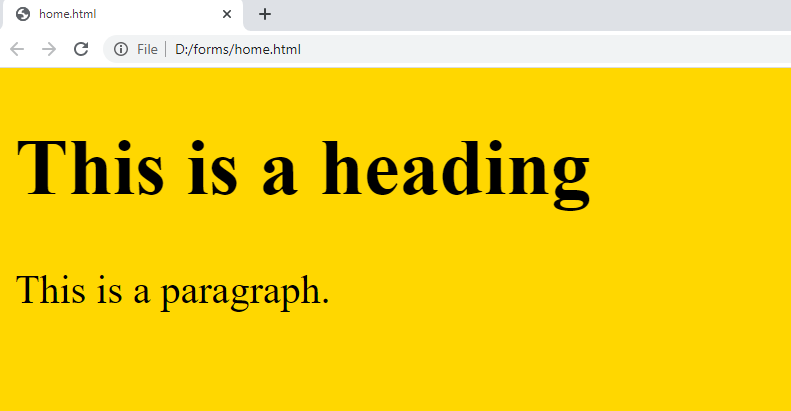 home.html
File D:/forms/home.html
This is a heading
This is a paragraph.